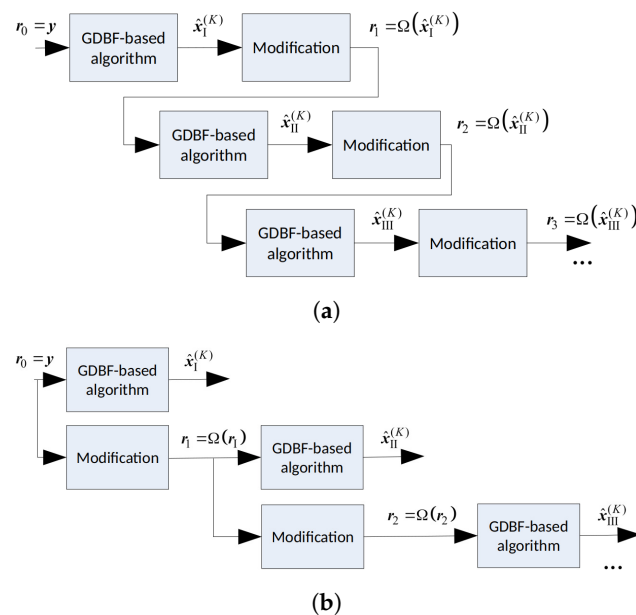 r₀ = y
GDBF-based
algorithm
x̂_I^(K)
Modification
r₁ = Ω(x̂_I^(K))
GDBF-based
algorithm
x̂_II^(K)
Modification
r₂ = Ω(x̂_II^(K))
GDBF-based
algorithm
x̂_III^(K)
Modification
r₃ = Ω(x̂_III^(K))
...
(a)
r₀ = y
GDBF-based
algorithm
x̂_I^(K)
Modification
r₁ = Ω(r₁)
GDBF-based
algorithm
x̂_II^(K)
Modification
r₂ = Ω(r₂)
GDBF-based
algorithm
x̂_III^(K)
...
(b)